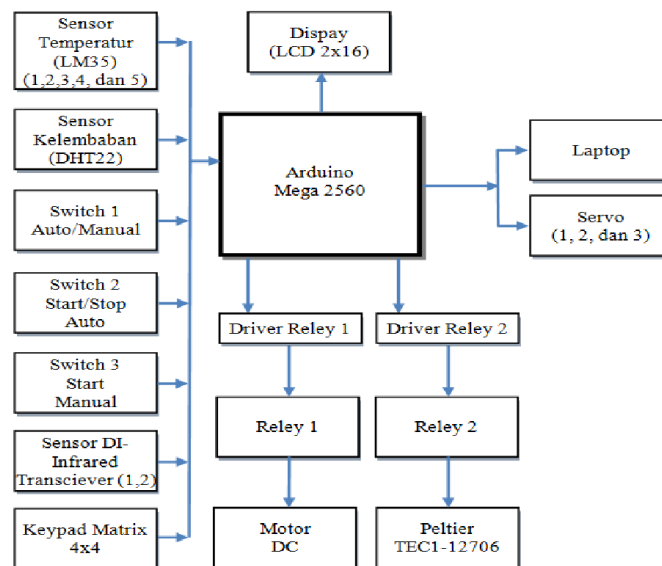 Sensor
Temperatur
(LM35)
(1,2,3,4, dan 5)
Sensor
Kelembaban
(DHT22)
Switch 1
Auto/Manual
Switch 2
Start/Stop
Auto
Switch 3
Start
Manual
Sensor DI-
Infrared
Transciever (1,2)
Keypad Matrix
4x4
Dispay
(LCD 2x16)
Arduino
Mega 2560
Laptop
Servo
(1, 2, dan 3)
Driver Reley 1
Driver Reley 2
Reley 1
Reley 2
Motor
DC
Peltier
TEC1-12706